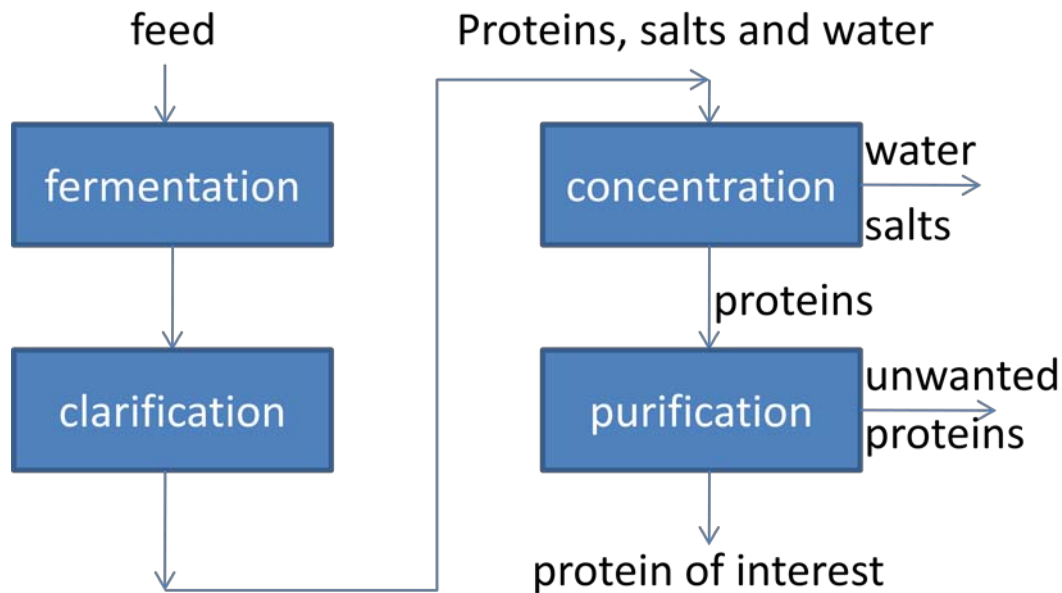 feed
fermentation
clarification
Proteins, salts and water
concentration
water
salts
proteins
purification
unwanted
proteins
protein of interest